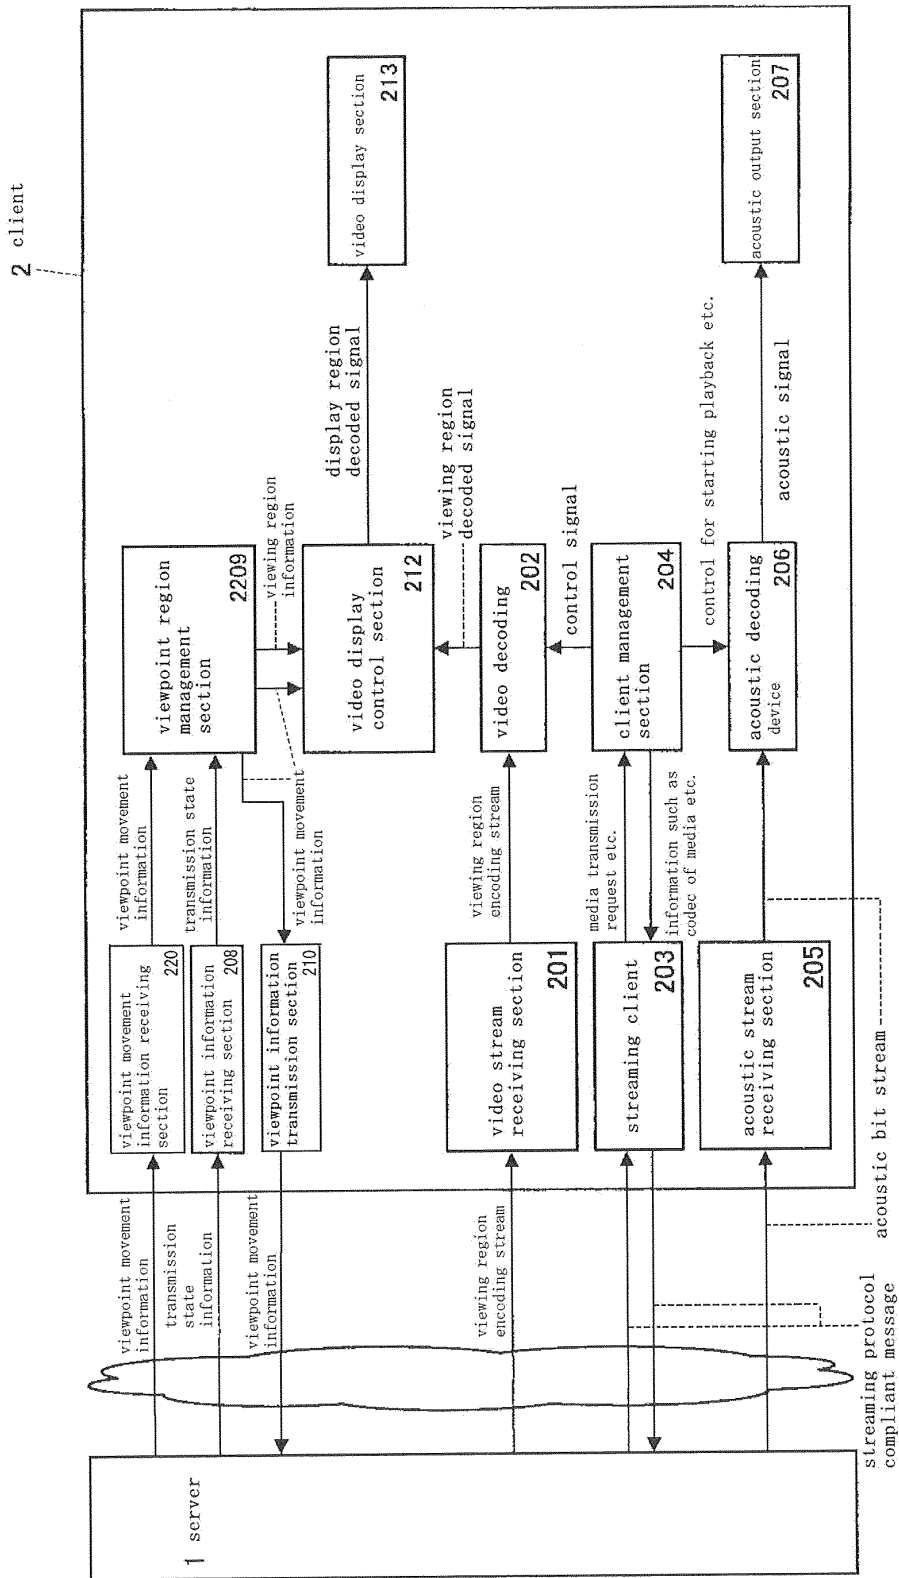 2 client
1 server
viewpoint movement
information
transmission
state
information
viewpoint movement
information
viewpoint movement
information receiving
section
220
viewpoint information
receiving section
208
viewpoint information
transmission section
210
viewpoint movement
information
transmission state
information
viewpoint movement
information
viewpoint region
management
section
2209
viewing region
information
video display
control section
212
display region
decoded signal
video display section
213
viewing region
encoding stream
video stream
receiving section
201
viewing region
encoding stream
video decoding
202
viewing region
decoded signal
control signal
streaming client
203
media transmission
request etc.
information such as
codec of media etc.
client management
section
204
control for starting playback etc.
acoustic stream
receiving section
205
acoustic decoding
device
206
acoustic signal
acoustic output section
207
acoustic bit stream
streaming protocol
compliant message